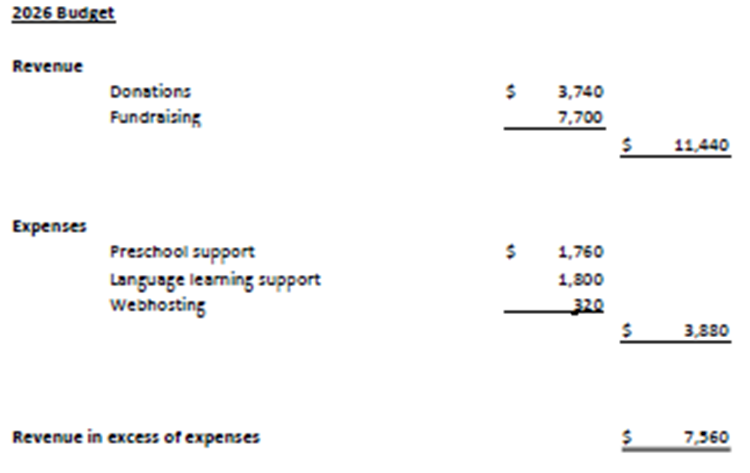 2026 Budget
Revenue
Donations $ 3,740
Fundraising 7,700
$ 11,440
Expenses
Preschool support $ 1,760
Language learning support 1,800
Webhosting 320
$ 3,880
Revenue in excess of expenses $ 7,560